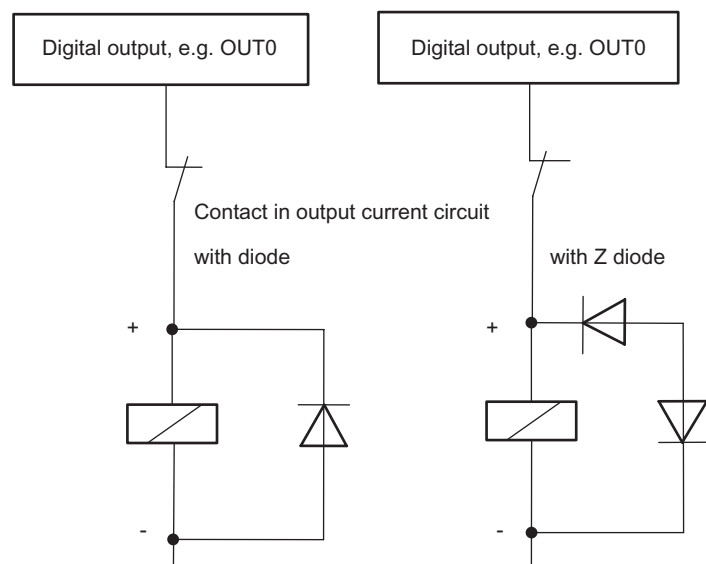 Digital output, e.g. OUT0
Digital output, e.g. OUT0
Contact in output current circuit
with diode
with Z diode
+
+
-
-